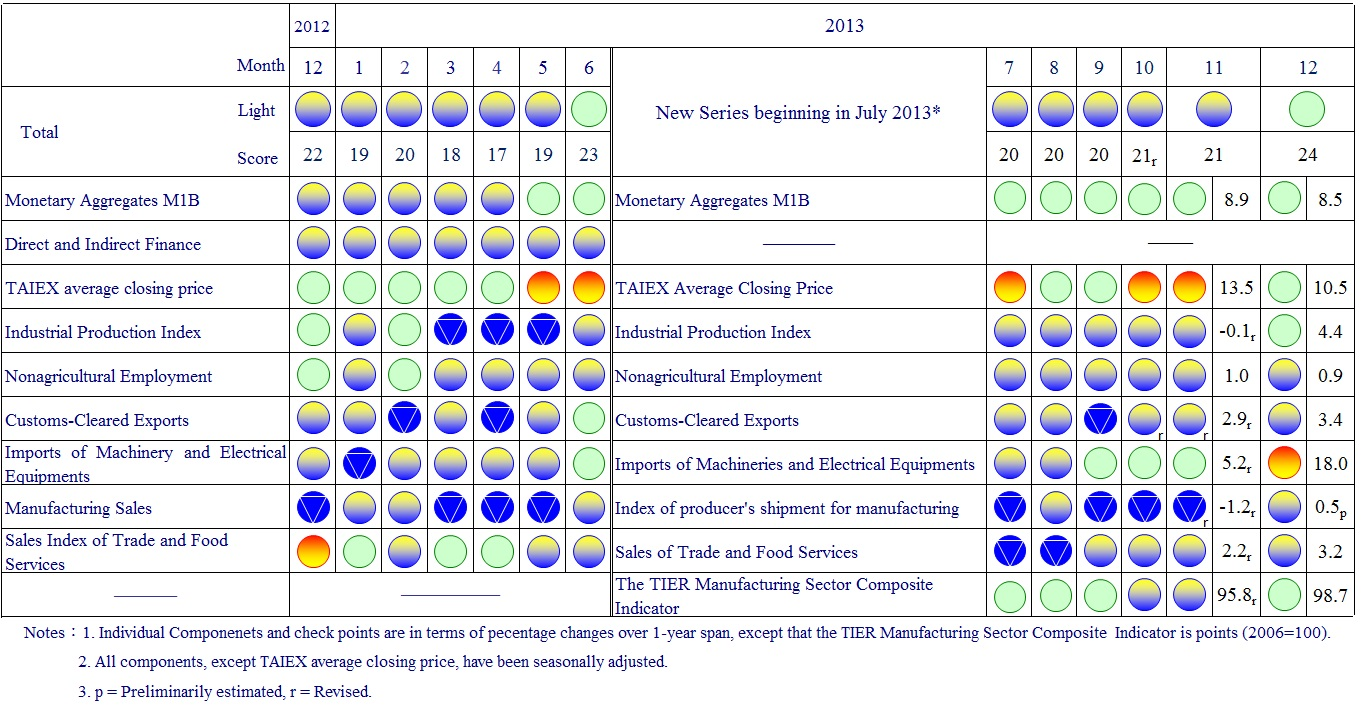 2012 2013
Month 12 1 2 3 4 5 6 New Series beginning in July 2013* 7 8 9 10 11 12
Total Light
Score 22 19 20 18 17 19 23 20 20 20 21r 21 24
Monetary Aggregates M1B Monetary Aggregates M1B 8.9 8.5
Direct and Indirect Finance
TAIEX average closing price TAIEX Average Closing Price 13.5 10.5
Industrial Production Index Industrial Production Index -0.1r 4.4
Nonagricultural Employment Nonagricultural Employment 1.0 0.9
Customs-Cleared Exports Customs-Cleared Exports r r 2.9r 3.4
Imports of Machinery and Electrical
Equipments Imports of Machineries and Electrical Equipments 5.2r 18.0
Manufacturing Sales Index of producer's shipment for manufacturing r -1.2r 0.5p
Sales Index of Trade and Food
Services Sales of Trade and Food Services 2.2r 3.2
The TIER Manufacturing Sector Composite
Indicator 95.8r 98.7
Notes：1. Individual Componenets and check points are in terms of pecentage changes over 1-year span, except that the TIER Manufacturing Sector Composite Indicator is points (2006=100).
2. All components, except TAIEX average closing price, have been seasonally adjusted.
3. p = Preliminarily estimated, r = Revised.